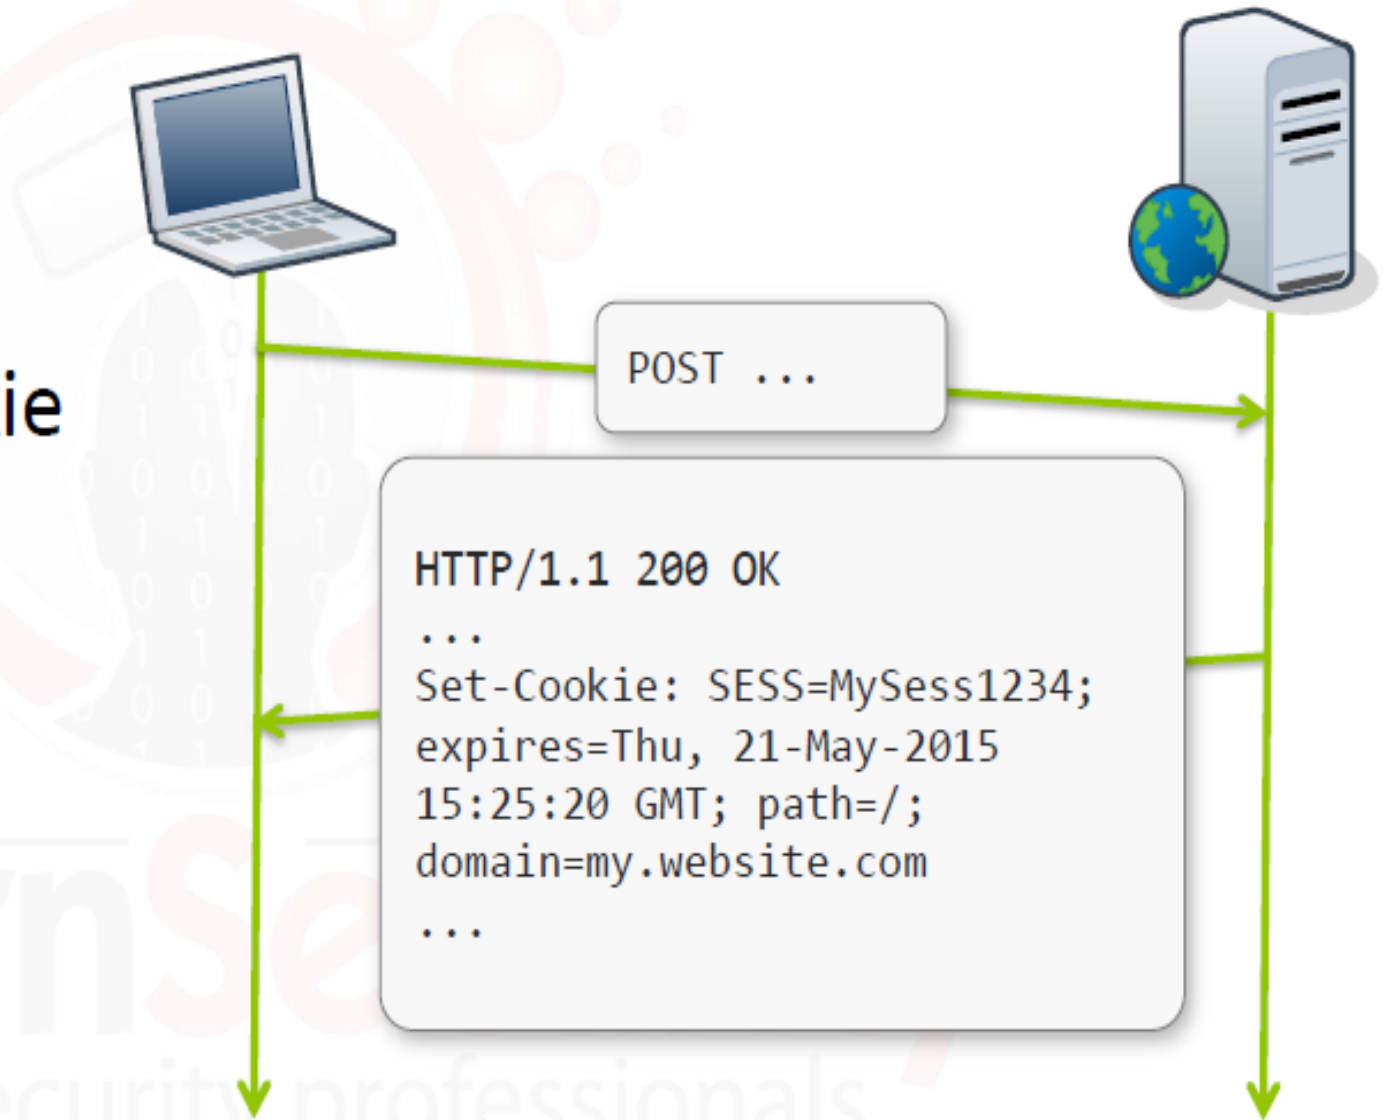 POST ...
ie
HTTP/1.1 200 OK
...
Set-Cookie: SESS=MySess1234;
expires=Thu, 21-May-2015
15:25:20 GMT; path=/;
domain=my.website.com
...
professionals